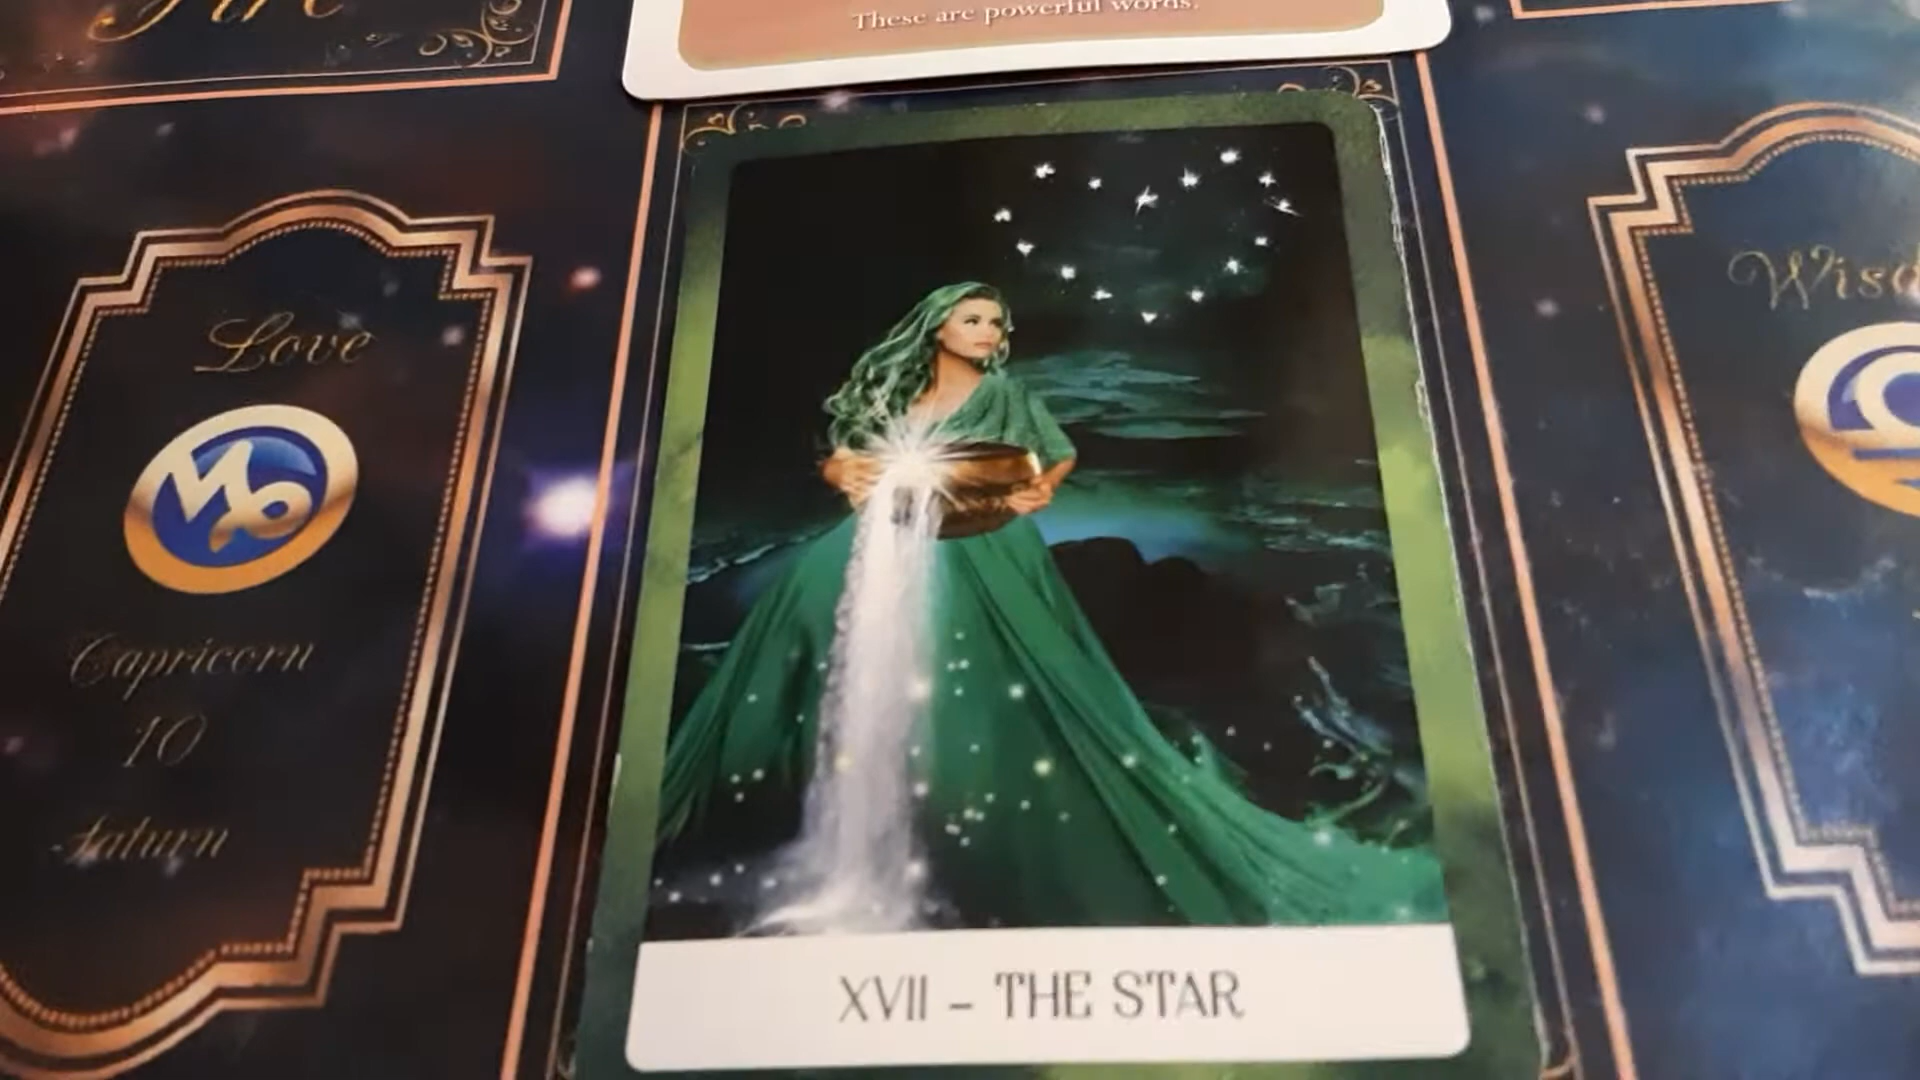 These are powerful words.
Love
Capricorn
10
Saturn
XVII – THE STAR